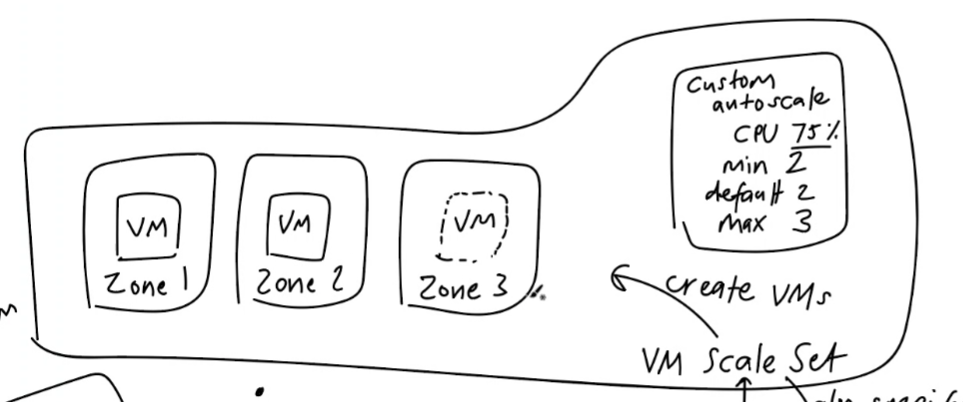 Custom
autoscale
CPU 75%
min 2
default 2
max 3
VM
Zone 1
VM
Zone 2
VM
Zone 3
create VMs
VM Scale Set